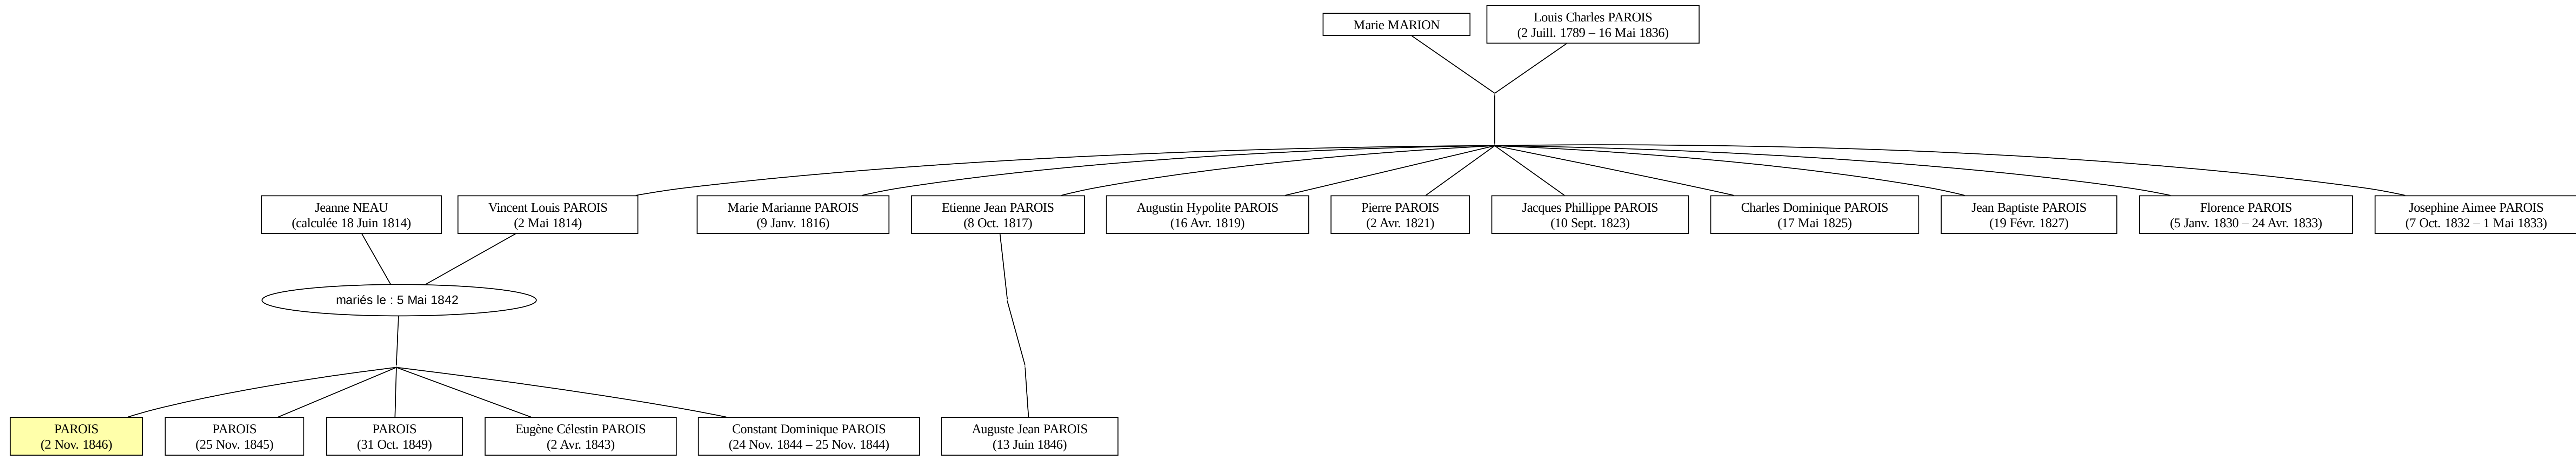 Marie MARION
Louis Charles PAROIS
(2 Juill. 1789 – 16 Mai 1836)
Jeanne NEAU
(calculée 18 Juin 1814)
Vincent Louis PAROIS
(2 Mai 1814)
Marie Marianne PAROIS
(9 Janv. 1816)
Etienne Jean PAROIS
(8 Oct. 1817)
Augustin Hypolite PAROIS
(16 Avr. 1819)
Pierre PAROIS
(2 Avr. 1821)
Jacques Phillippe PAROIS
(10 Sept. 1823)
Charles Dominique PAROIS
(17 Mai 1825)
Jean Baptiste PAROIS
(19 Févr. 1827)
Florence PAROIS
(5 Janv. 1830 – 24 Avr. 1833)
Josephine Aimee PAROIS
(7 Oct. 1832 – 1 Mai 1833)
mariés le : 5 Mai 1842
PAROIS
(2 Nov. 1846)
PAROIS
(25 Nov. 1845)
PAROIS
(31 Oct. 1849)
Eugène Célestin PAROIS
(2 Avr. 1843)
Constant Dominique PAROIS
(24 Nov. 1844 – 25 Nov. 1844)
Auguste Jean PAROIS
(13 Juin 1846)